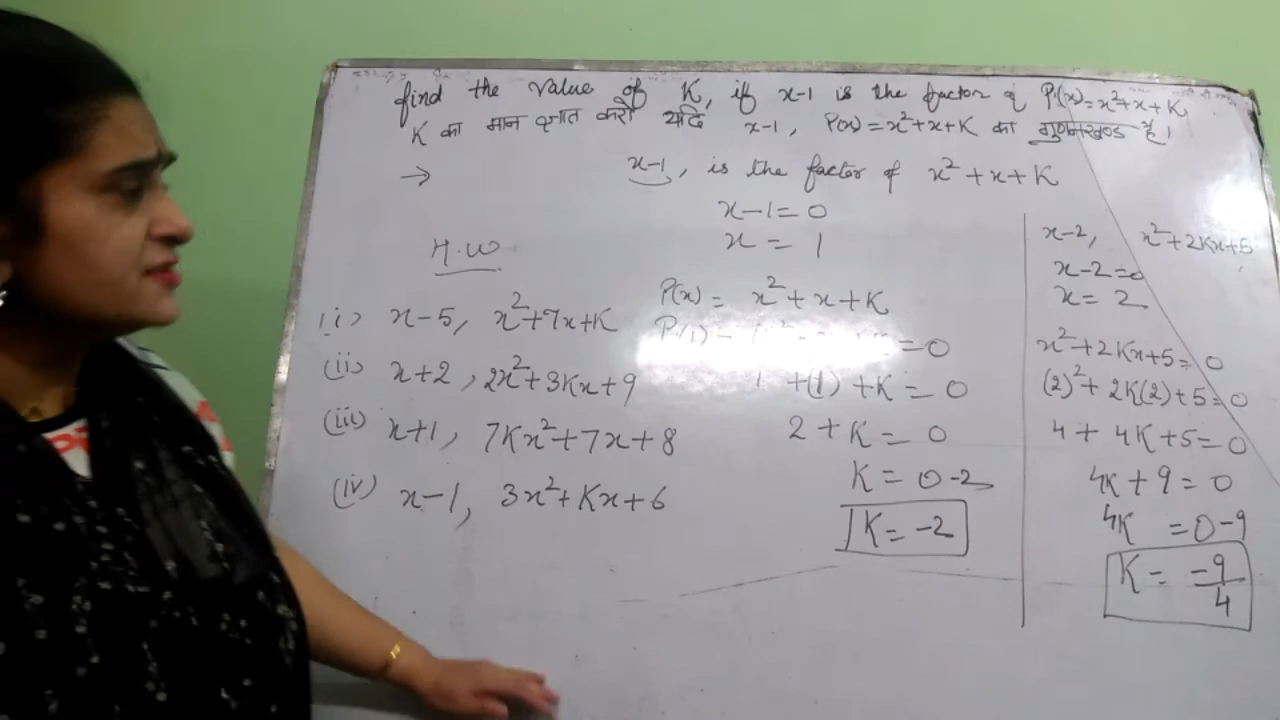 find the value of K, if x-1 is the factor of P(x)=x²+x+K
K का मान ज्ञात करो यदि x-1, P(x)=x²+x+K का गुणनखण्ड है।
→ x-1, is the factor of x²+x+K
x-1=0
x = 1
P(x) = x²+x+K
P(1) = =0
1 +(1) +K = 0
2 + K = 0
K = 0-2
K = -2
H.W
(i) x-5, x²+7x+K
(ii) x+2, 2x²+3Kx+9
(iii) x+1, 7Kx²+7x+8
(iv) x-1, 3x²+Kx+6
x-2, x²+2Kx+5
x-2=0
x = 2
x²+2Kx+5=0
(2)²+ 2K(2)+5=0
4+ 4K+5=0
4K+9=0
4K =0-9
K = -9/4